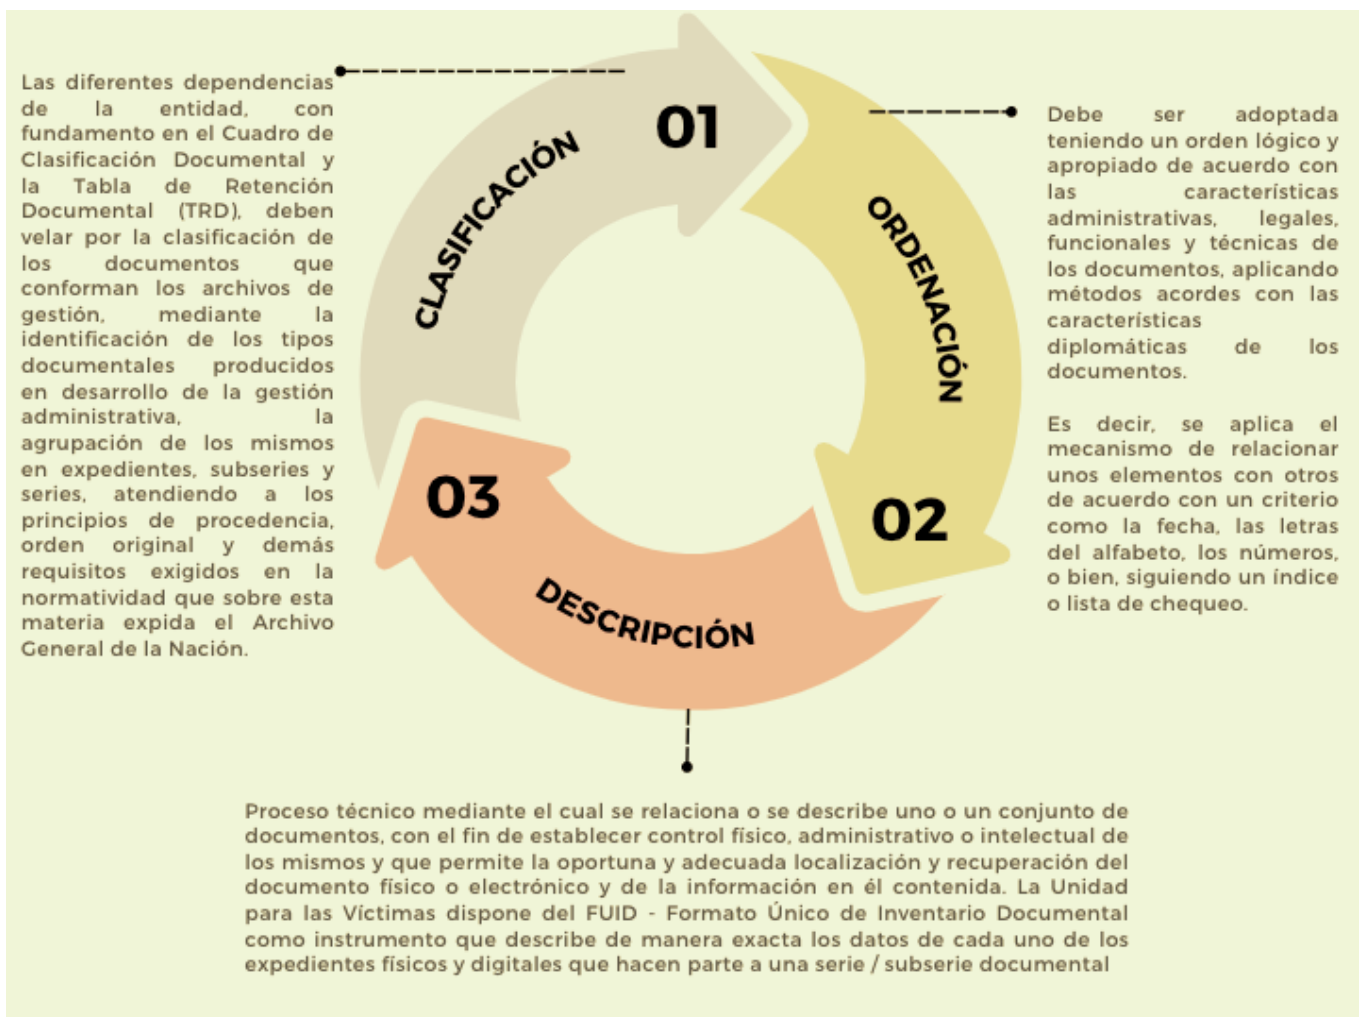 01
CLASIFICACIÓN
Las diferentes dependencias
de la entidad, con
fundamento en el Cuadro de
Clasificación Documental y
la Tabla de Retención
Documental (TRD), deben
velar por la clasificación de
los documentos que
conforman los archivos de
gestión, mediante la
identificación de los tipos
documentales producidos
en desarrollo de la gestión
administrativa, la
agrupación de los mismos
en expedientes, subseries y
series, atendiendo a los
principios de procedencia,
orden original y demás
requisitos exigidos en la
normatividad que sobre esta
materia expida el Archivo
General de la Nación.
ORDENACIÓN
02
Debe ser adoptada
teniendo un orden lógico y
apropiado de acuerdo con
las características
administrativas, legales,
funcionales y técnicas de
los documentos, aplicando
métodos acordes con las
características
diplomáticas de los
documentos.
Es decir, se aplica el
mecanismo de relacionar
unos elementos con otros
de acuerdo con un criterio
como la fecha, las letras
del alfabeto, los números,
o bien, siguiendo un índice
o lista de chequeo.
03
DESCRIPCIÓN
Proceso técnico mediante el cual se relaciona o se describe uno o un conjunto de
documentos, con el fin de establecer control físico, administrativo o intelectual de
los mismos y que permite la oportuna y adecuada localización y recuperación del
documento físico o electrónico y de la información en él contenida. La Unidad
para las Víctimas dispone del FUID - Formato Único de Inventario Documental
como instrumento que describe de manera exacta los datos de cada uno de los
expedientes físicos y digitales que hacen parte a una serie / subserie documental